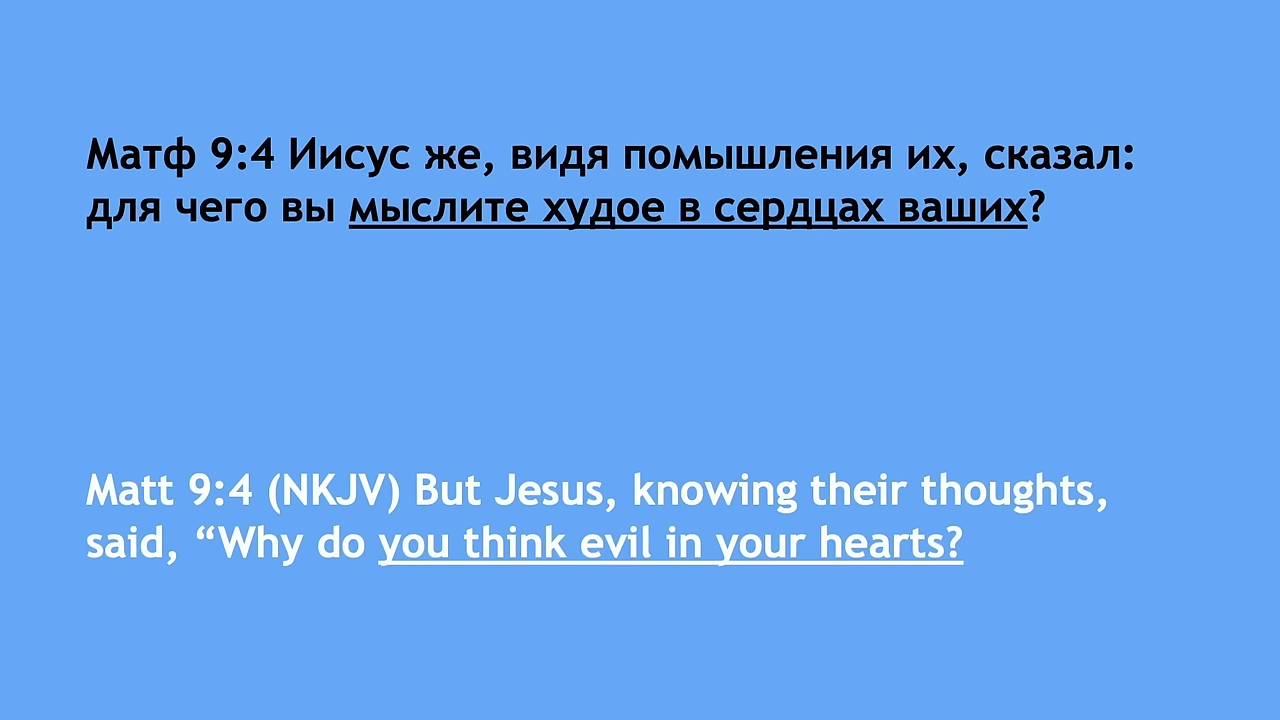 Матф 9:4 Иисус же, видя помышления их, сказал:
для чего вы мыслите худое в сердцах ваших?
Matt 9:4 (NKJV) But Jesus, knowing their thoughts,
said, “Why do you think evil in your hearts?